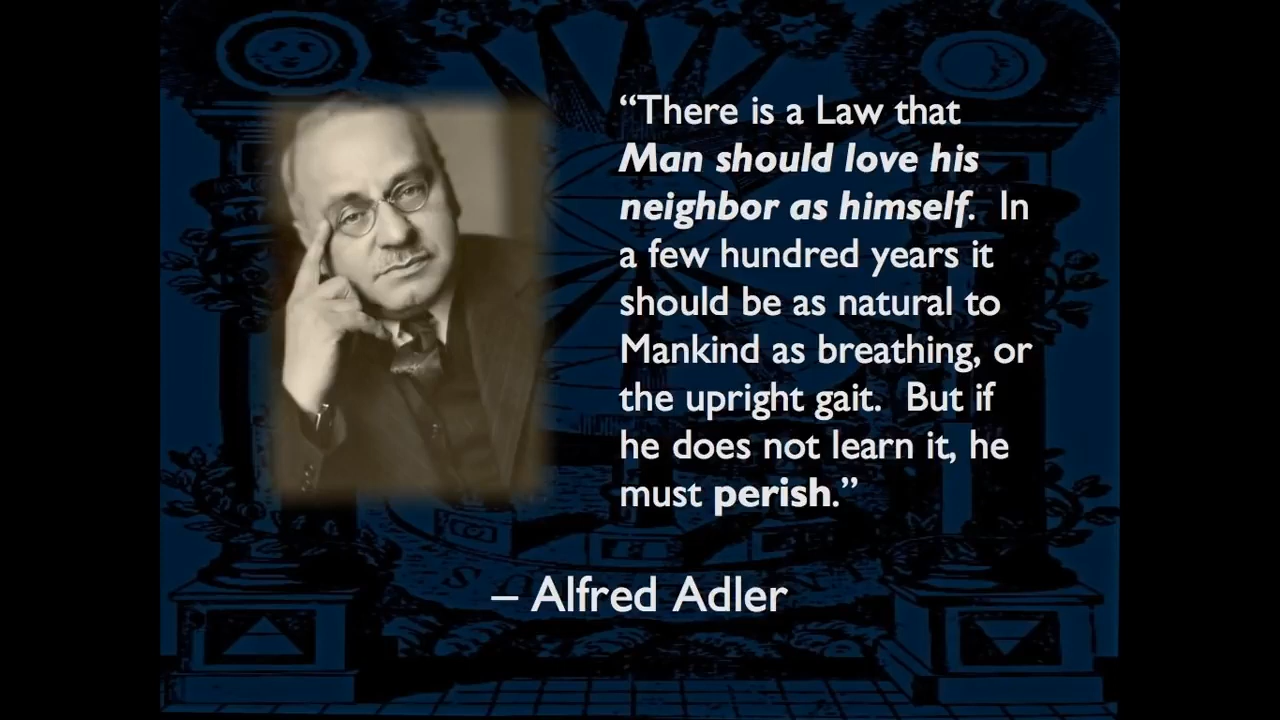 “There is a Law that
Man should love his
neighbor as himself.  In
a few hundred years it
should be as natural to
Mankind as breathing, or
the upright gait.  But if
he does not learn it, he
must perish.”
– Alfred Adler